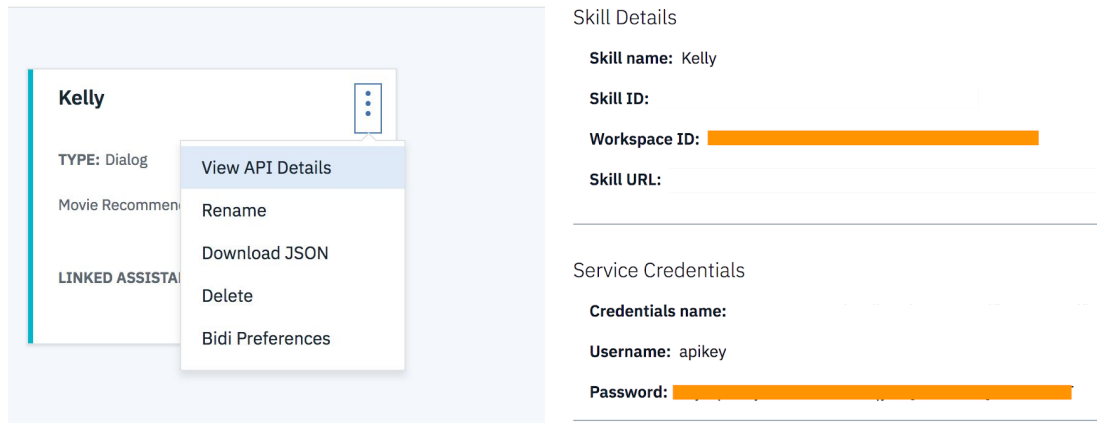 Kelly
TYPE: Dialog
Movie Recommen
LINKED ASSISTA
View API Details
Rename
Download JSON
Delete
Bidi Preferences
Skill Details
Skill name: Kelly
Skill ID:
Workspace ID:
Skill URL:
Service Credentials
Credentials name:
Username: apikey
Password: